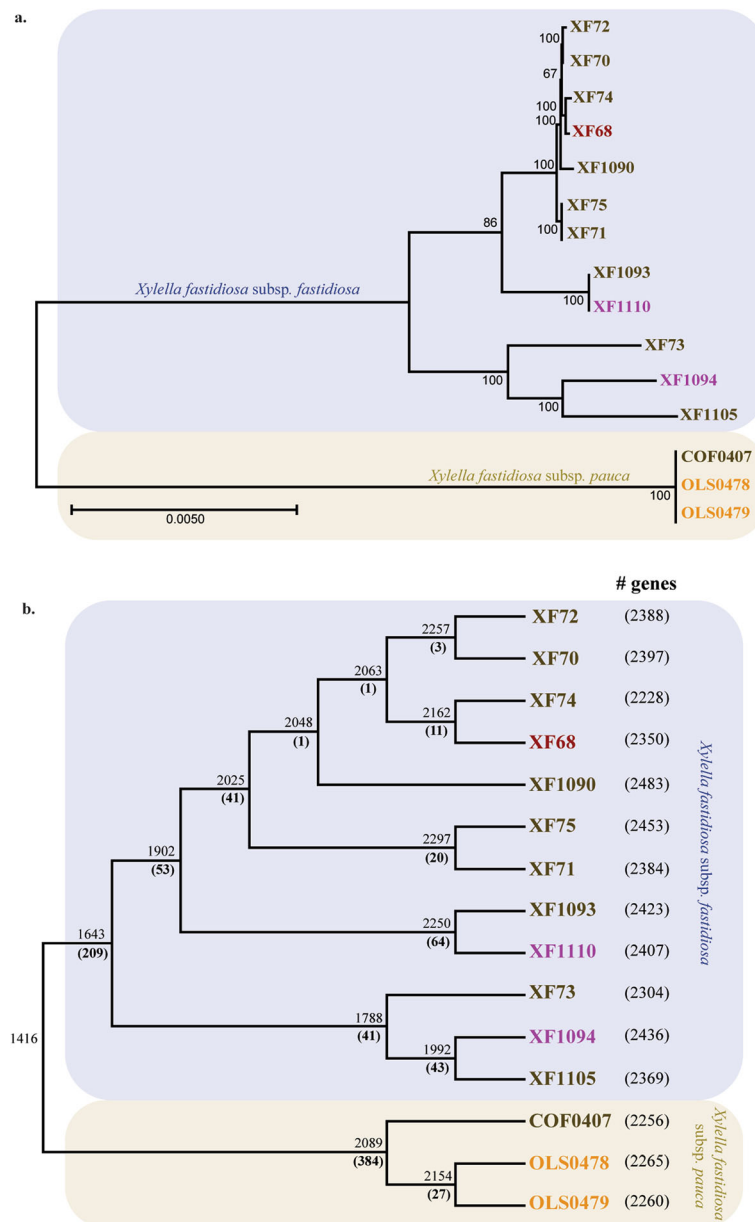 a.
XF72
100
XF70
67
XF74
100
100
XF68
100
XF1090
XF75
86
100
XF71
XF1093
Xylella fastidiosa subsp. fastidiosa
100
XF1110
XF73
100
XF1094
100
XF1105
COF0407
Xylella fastidiosa subsp. pauca
100
OLS0478
OLS0479
0.0050
b.
# genes
XF72 (2388)
2257
(3)
XF70 (2397)
2063
(1)
XF74 (2228)
2162
(11)
2048
(1)
XF68 (2350)
2025
(41)
XF1090 (2483)
XF75 (2453)
2297
(20)
1902
(53)
XF71 (2384)
XF1093 (2423)
2250
(64)
1643
(209)
XF1110 (2407)
XF73 (2304)
1788
(41)
1416
XF1094 (2436)
1992
(43)
XF1105 (2369)
Xylella fastidiosa subsp. fastidiosa
COF0407 (2256)
2089
(384)
OLS0478 (2265)
2154
(27)
OLS0479 (2260)
Xylella fastidiosa
subsp. pauca